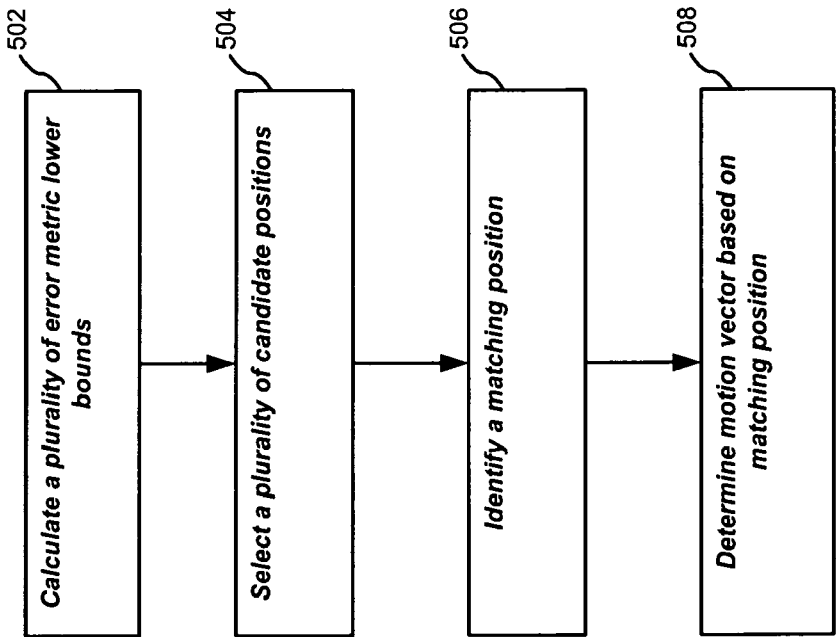 502
Calculate a plurality of error metric lower
bounds
504
Select a plurality of candidate positions
506
Identify a matching position
508
Determine motion vector based on
matching position